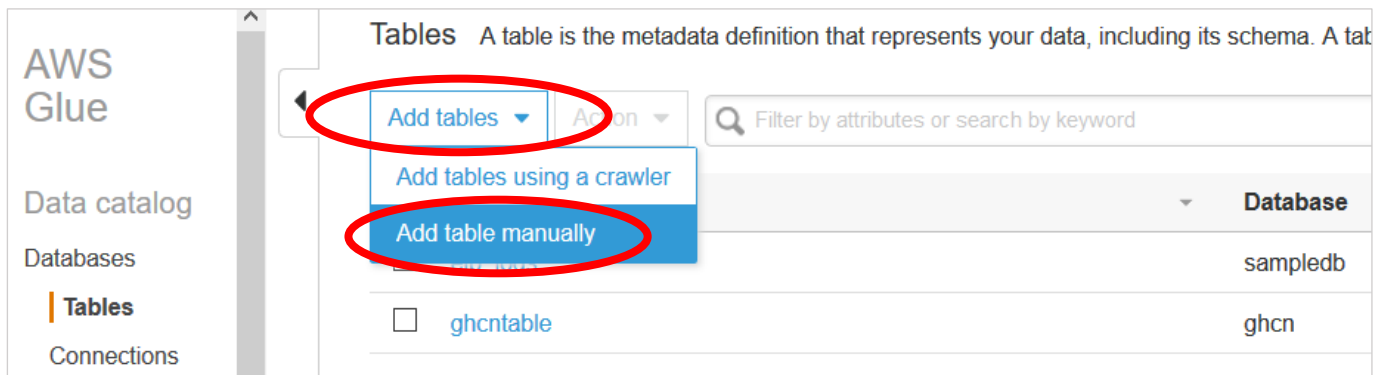 AWS
Glue
Data catalog
Databases
Tables
Connections
Tables A table is the metadata definition that represents your data, including its schema. A
Add tables Action Filter by attributes or search by keyword
Add tables using a crawler
Add table manually
Database
sampledb
ghcntable ghcn